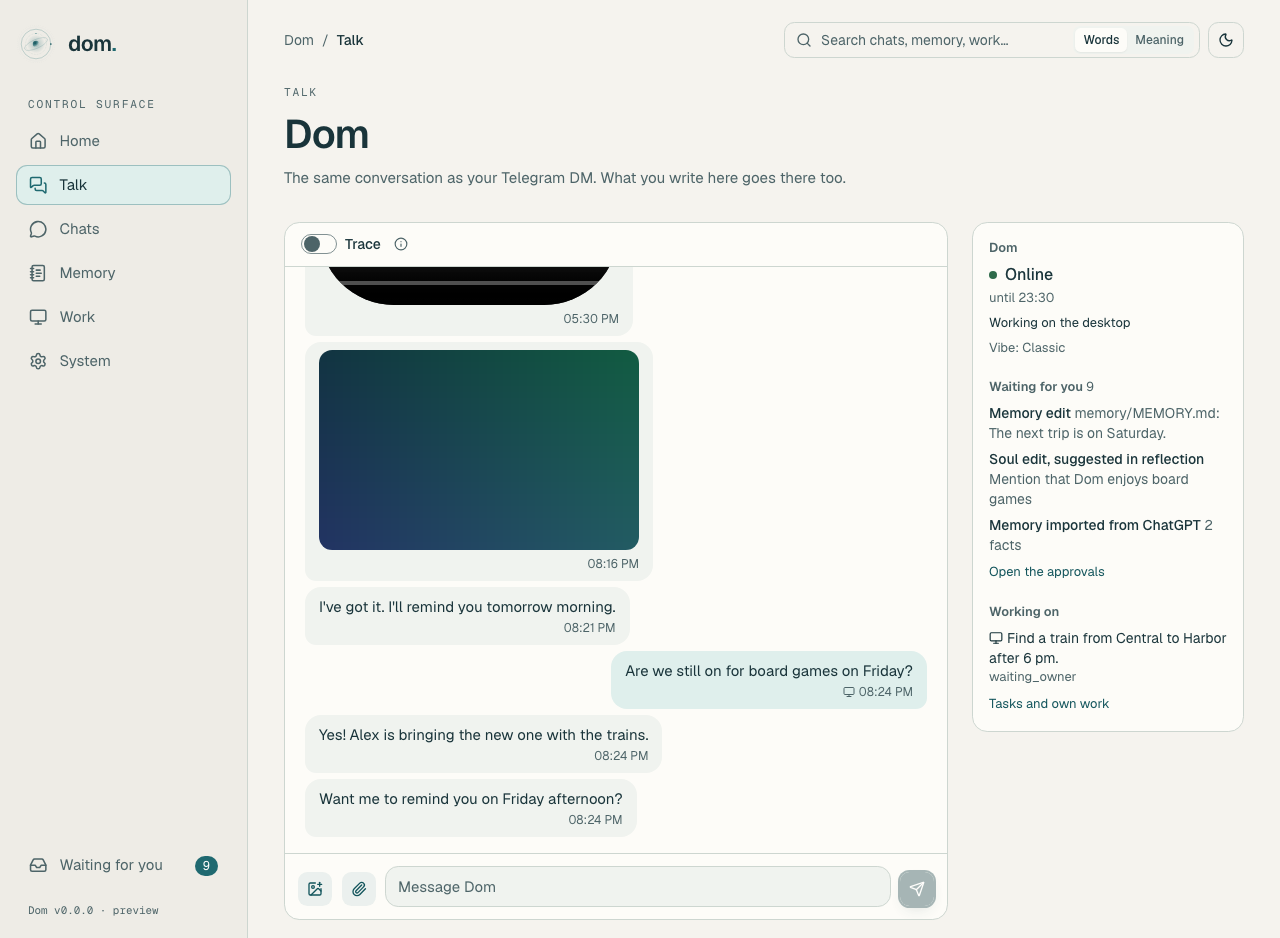 dom.
CONTROL SURFACE
Home
Talk
Chats
Memory
Work
System
Waiting for you 9
Dom v0.0.0 · preview
Dom / Talk
Search chats, memory, work…
Words Meaning
TALK
Dom
The same conversation as your Telegram DM. What you write here goes there too.
Trace
05:30 PM
08:16 PM
I've got it. I'll remind you tomorrow morning.
08:21 PM
Are we still on for board games on Friday?
08:24 PM
Yes! Alex is bringing the new one with the trains.
08:24 PM
Want me to remind you on Friday afternoon?
08:24 PM
Message Dom
Dom
Online
until 23:30
Working on the desktop
Vibe: Classic
Waiting for you 9
Memory edit memory/MEMORY.md:
The next trip is on Saturday.
Soul edit, suggested in reflection
Mention that Dom enjoys board
games
Memory imported from ChatGPT 2
facts
Open the approvals
Working on
Find a train from Central to Harbor
after 6 pm.
waiting_owner
Tasks and own work